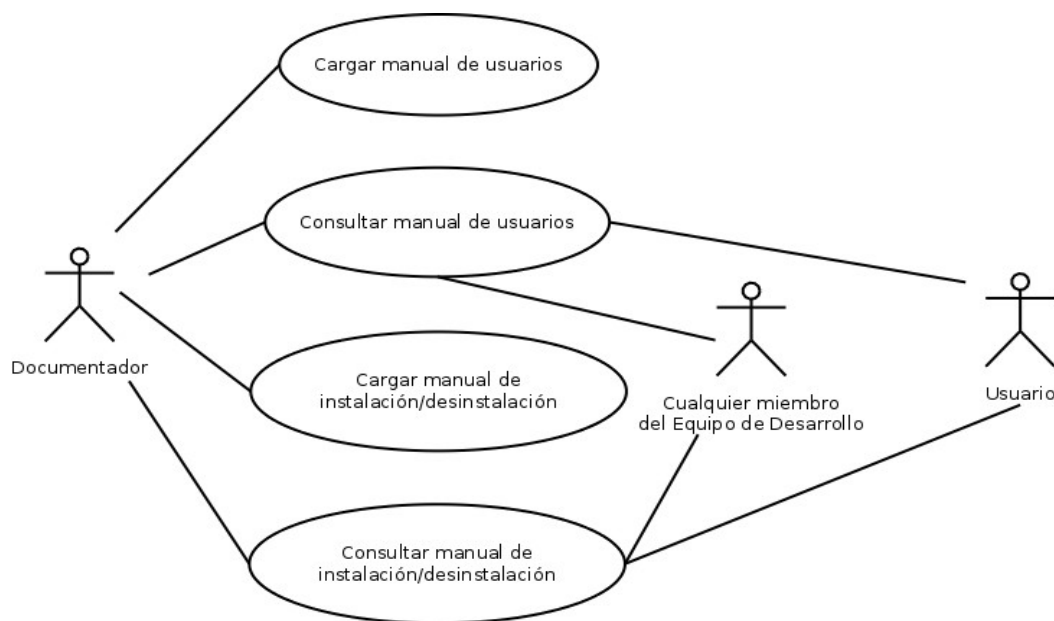 Cargar manual de usuarios
Consultar manual de usuarios
Documentador
Cargar manual de
instalación/desinstalación
Cualquier miembro
del Equipo de Desarrollo
Usuario
Consultar manual de
instalación/desinstalación